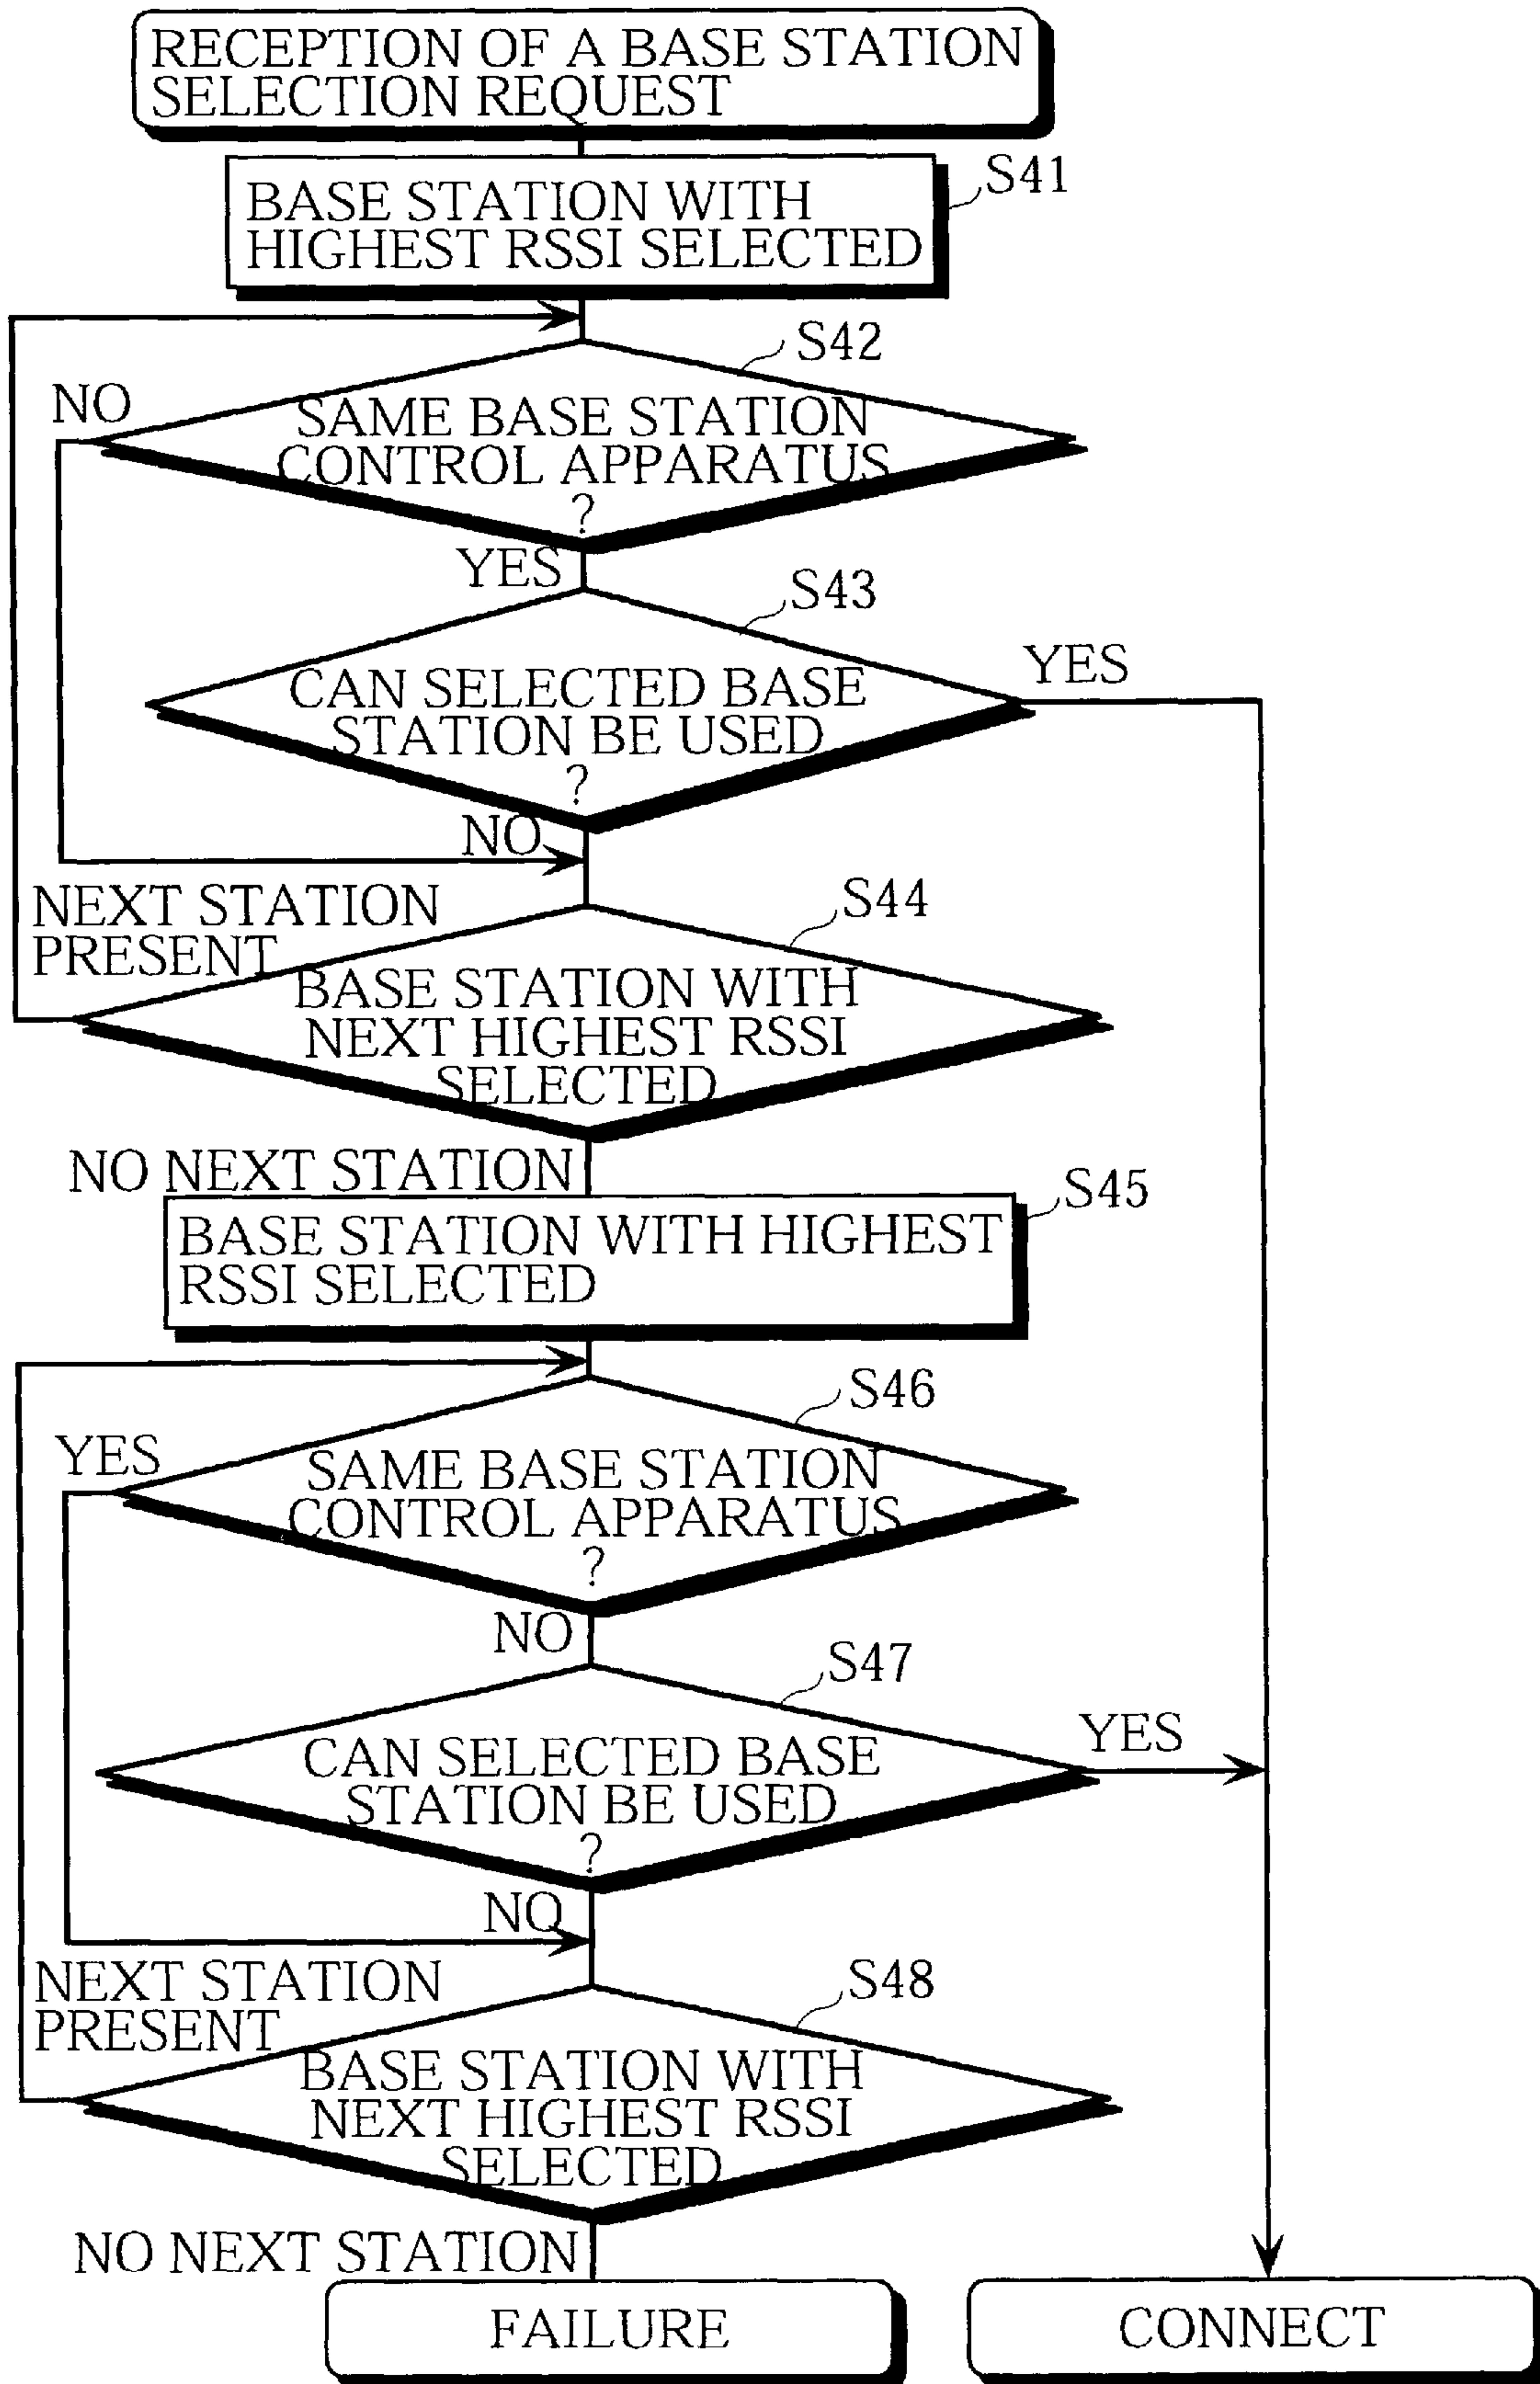 RECEPTION OF A BASE STATION
SELECTION REQUEST
BASE STATION WITH
HIGHEST RSSI SELECTED
S41
S42
NO
SAME BASE STATION
CONTROL APPARATUS
?
YES
S43
CAN SELECTED BASE
STATION BE USED
?
YES
NO
NEXT STATION
PRESENT
S44
BASE STATION WITH
NEXT HIGHEST RSSI
SELECTED
NO NEXT STATION
S45
BASE STATION WITH HIGHEST
RSSI SELECTED
S46
YES
SAME BASE STATION
CONTROL APPARATUS
?
NO
S47
CAN SELECTED BASE
STATION BE USED
?
YES
NO
NEXT STATION
PRESENT
S48
BASE STATION WITH
NEXT HIGHEST RSSI
SELECTED
NO NEXT STATION
FAILURE
CONNECT